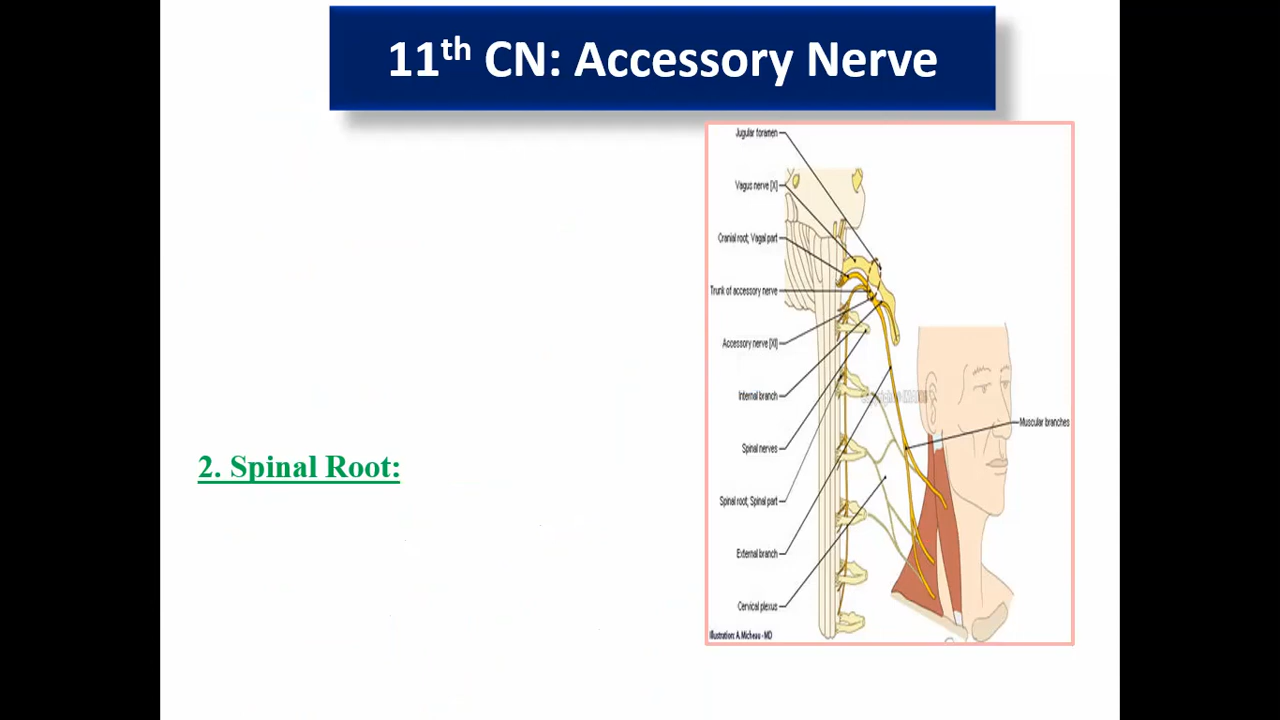 11th CN: Accessory Nerve
Jugular foramen
Vagus nerve [X]
Cranial root; Vagal part
Trunk of accessory nerve
Accessory nerve [XI]
Internal branch
Muscular branches
Spinal nerves
2. Spinal Root:
Spinal root; Spinal part
External branch
Cervical plexus
Illustration: A. Micheau - MD